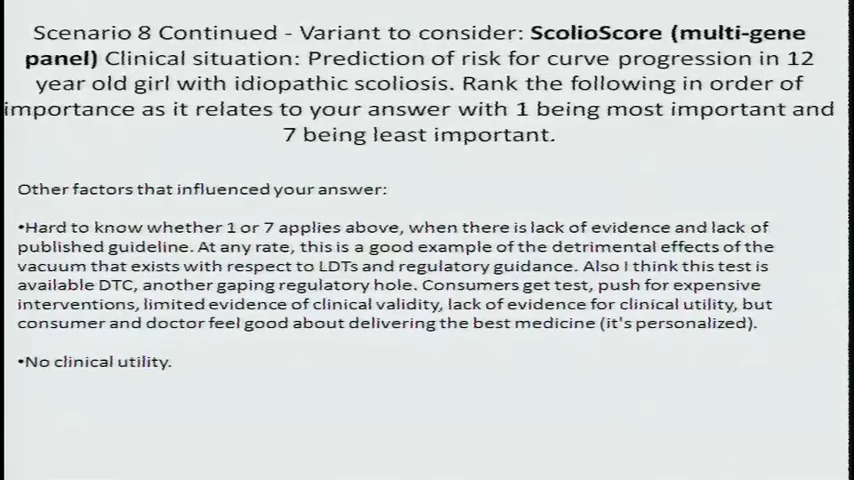 Scenario 8 Continued - Variant to consider: ScolioScore (multi-gene
panel) Clinical situation: Prediction of risk for curve progression in 12
year old girl with idiopathic scoliosis. Rank the following in order of
importance as it relates to your answer with 1 being most important and
7 being least important.
Other factors that influenced your answer:
•Hard to know whether 1 or 7 applies above, when there is lack of evidence and lack of
published guideline. At any rate, this is a good example of the detrimental effects of the
vacuum that exists with respect to LDTs and regulatory guidance. Also I think this test is
available DTC, another gaping regulatory hole. Consumers get test, push for expensive
interventions, limited evidence of clinical validity, lack of evidence for clinical utility, but
consumer and doctor feel good about delivering the best medicine (it's personalized).
•No clinical utility.